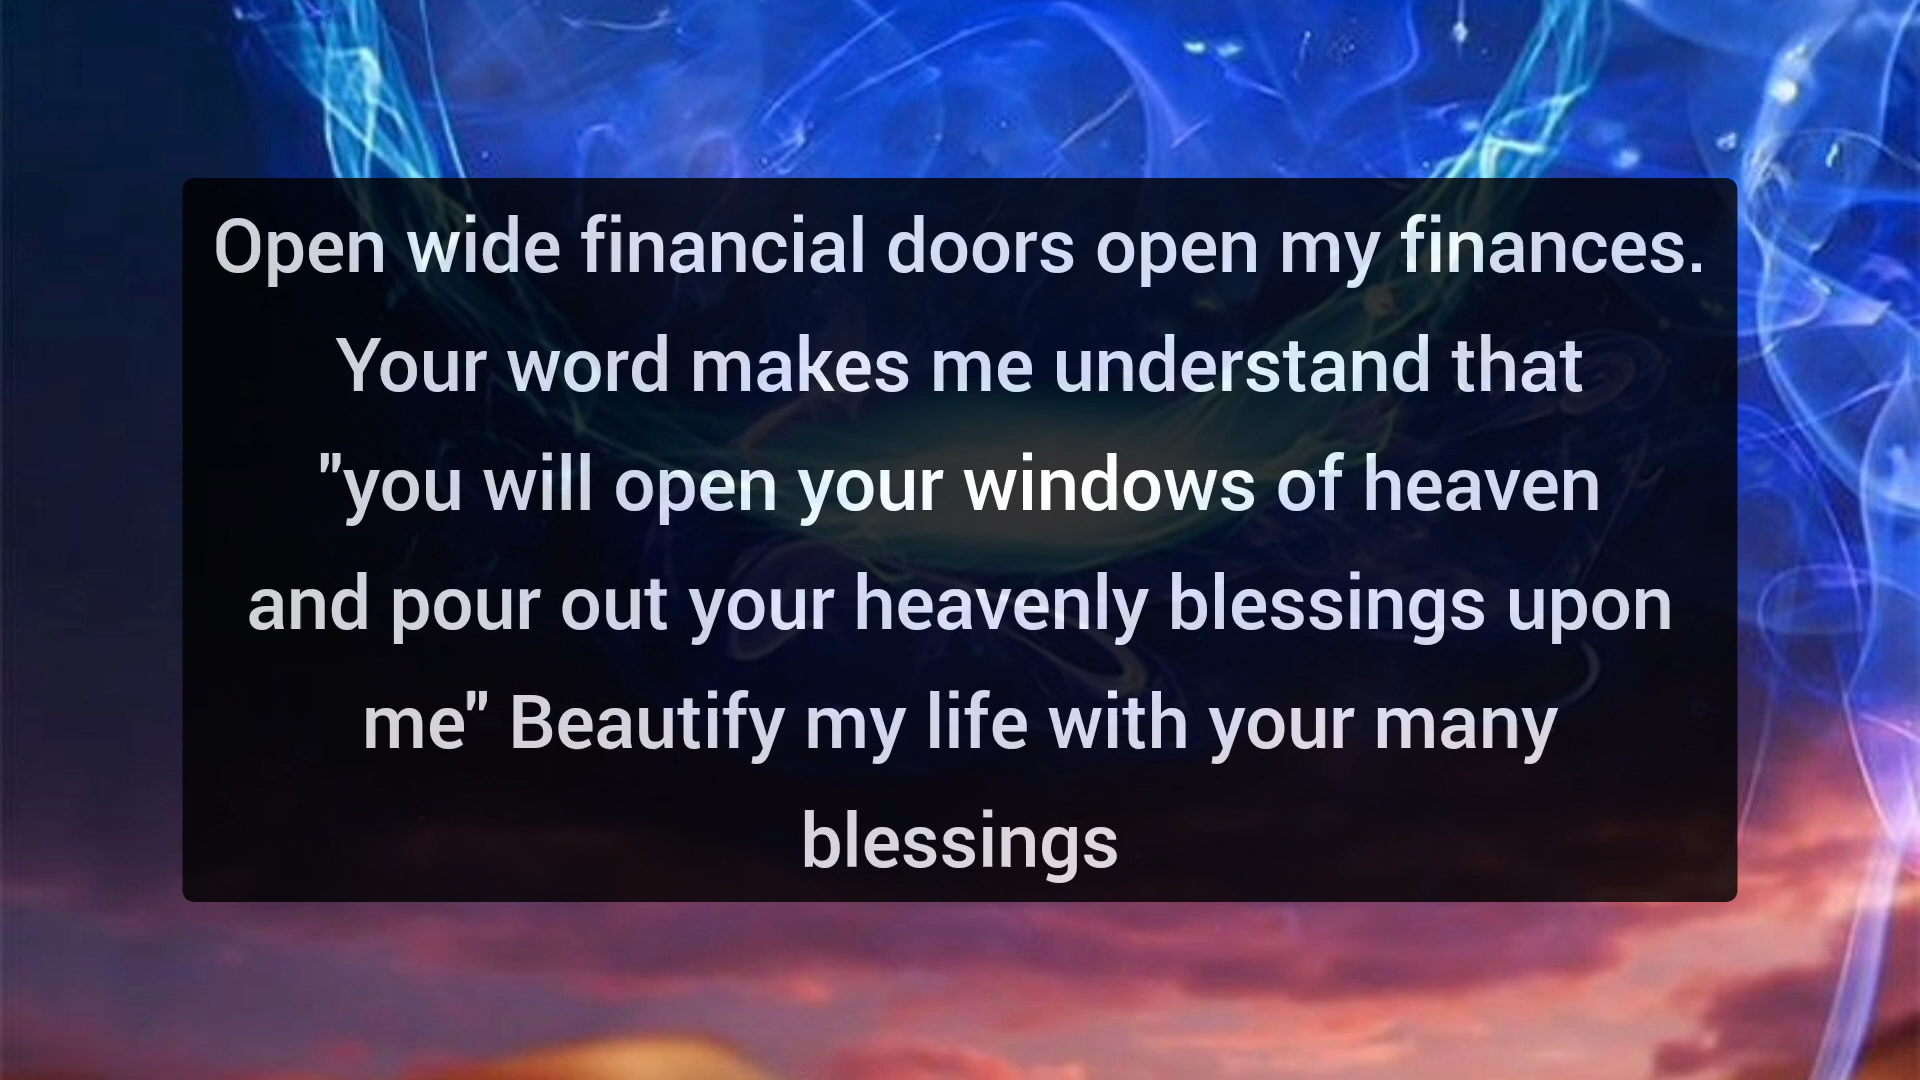 Open wide financial doors open my finances.
Your word makes me understand that
"you will open your windows of heaven
and pour out your heavenly blessings upon
me" Beautify my life with your many
blessings